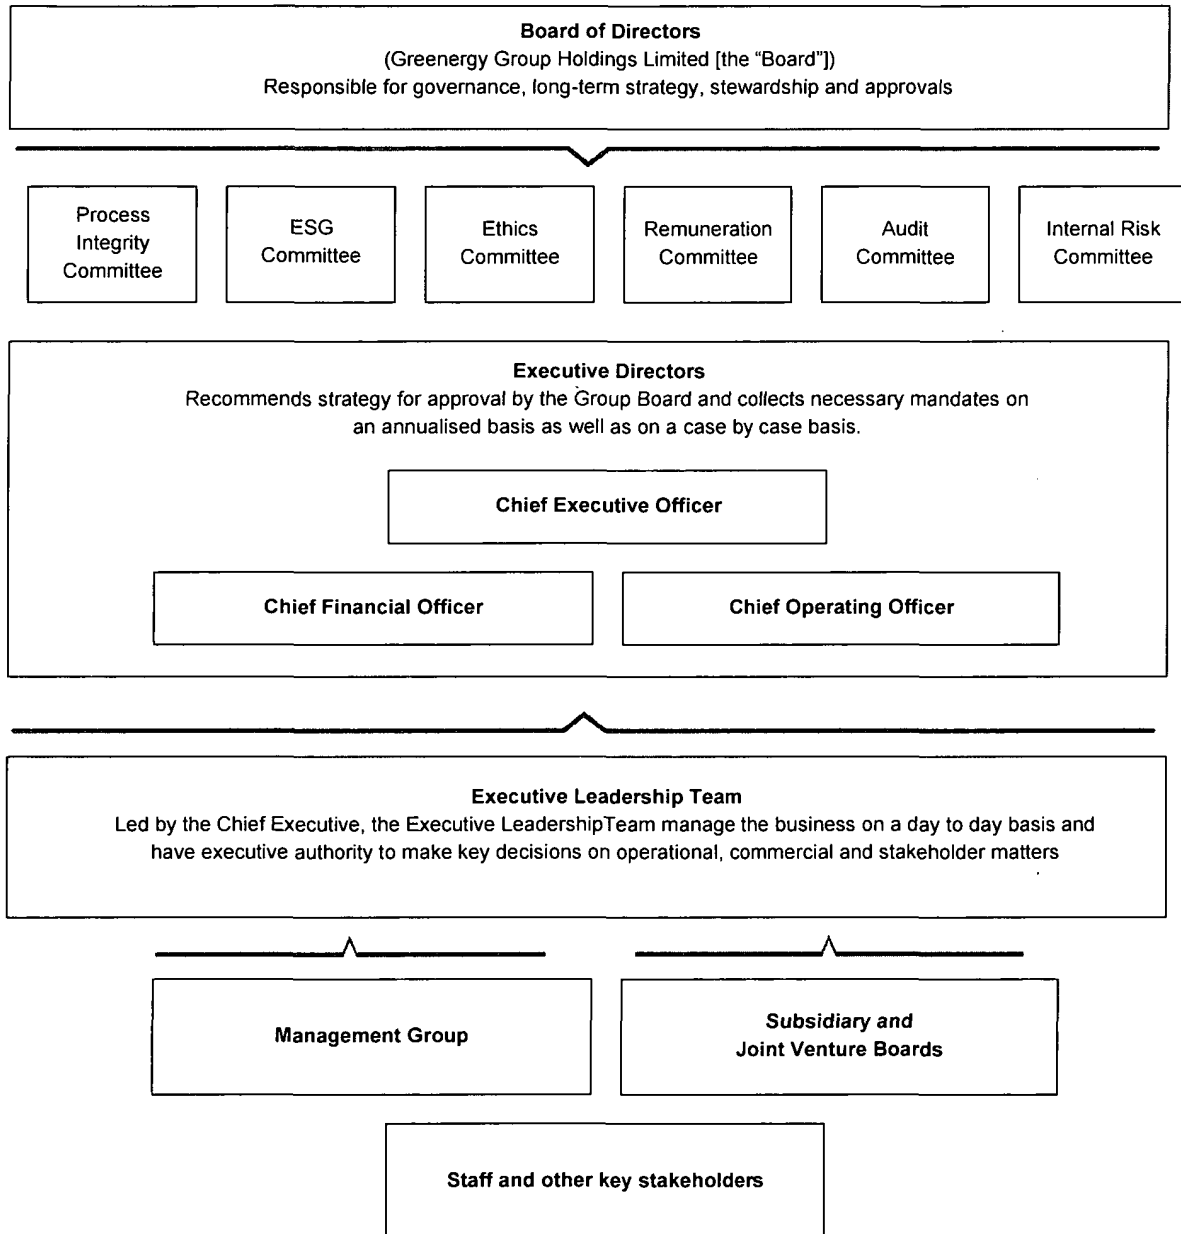 Board of Directors
(Greenergy Group Holdings Limited [the “Board”])
Responsible for governance, long-term strategy, stewardship and approvals
Process
Integrity
Committee
ESG
Committee
Ethics
Committee
Remuneration
Committee
Audit
Committee
Internal Risk
Committee
Executive Directors
Recommends strategy for approval by the Group Board and collects necessary mandates on
an annualised basis as well as on a case by case basis.
Chief Executive Officer
Chief Financial Officer
Chief Operating Officer
Executive Leadership Team
Led by the Chief Executive, the Executive LeadershipTeam manage the business on a day to day basis and
have executive authority to make key decisions on operational, commercial and stakeholder matters
Management Group
Subsidiary and
Joint Venture Boards
Staff and other key stakeholders